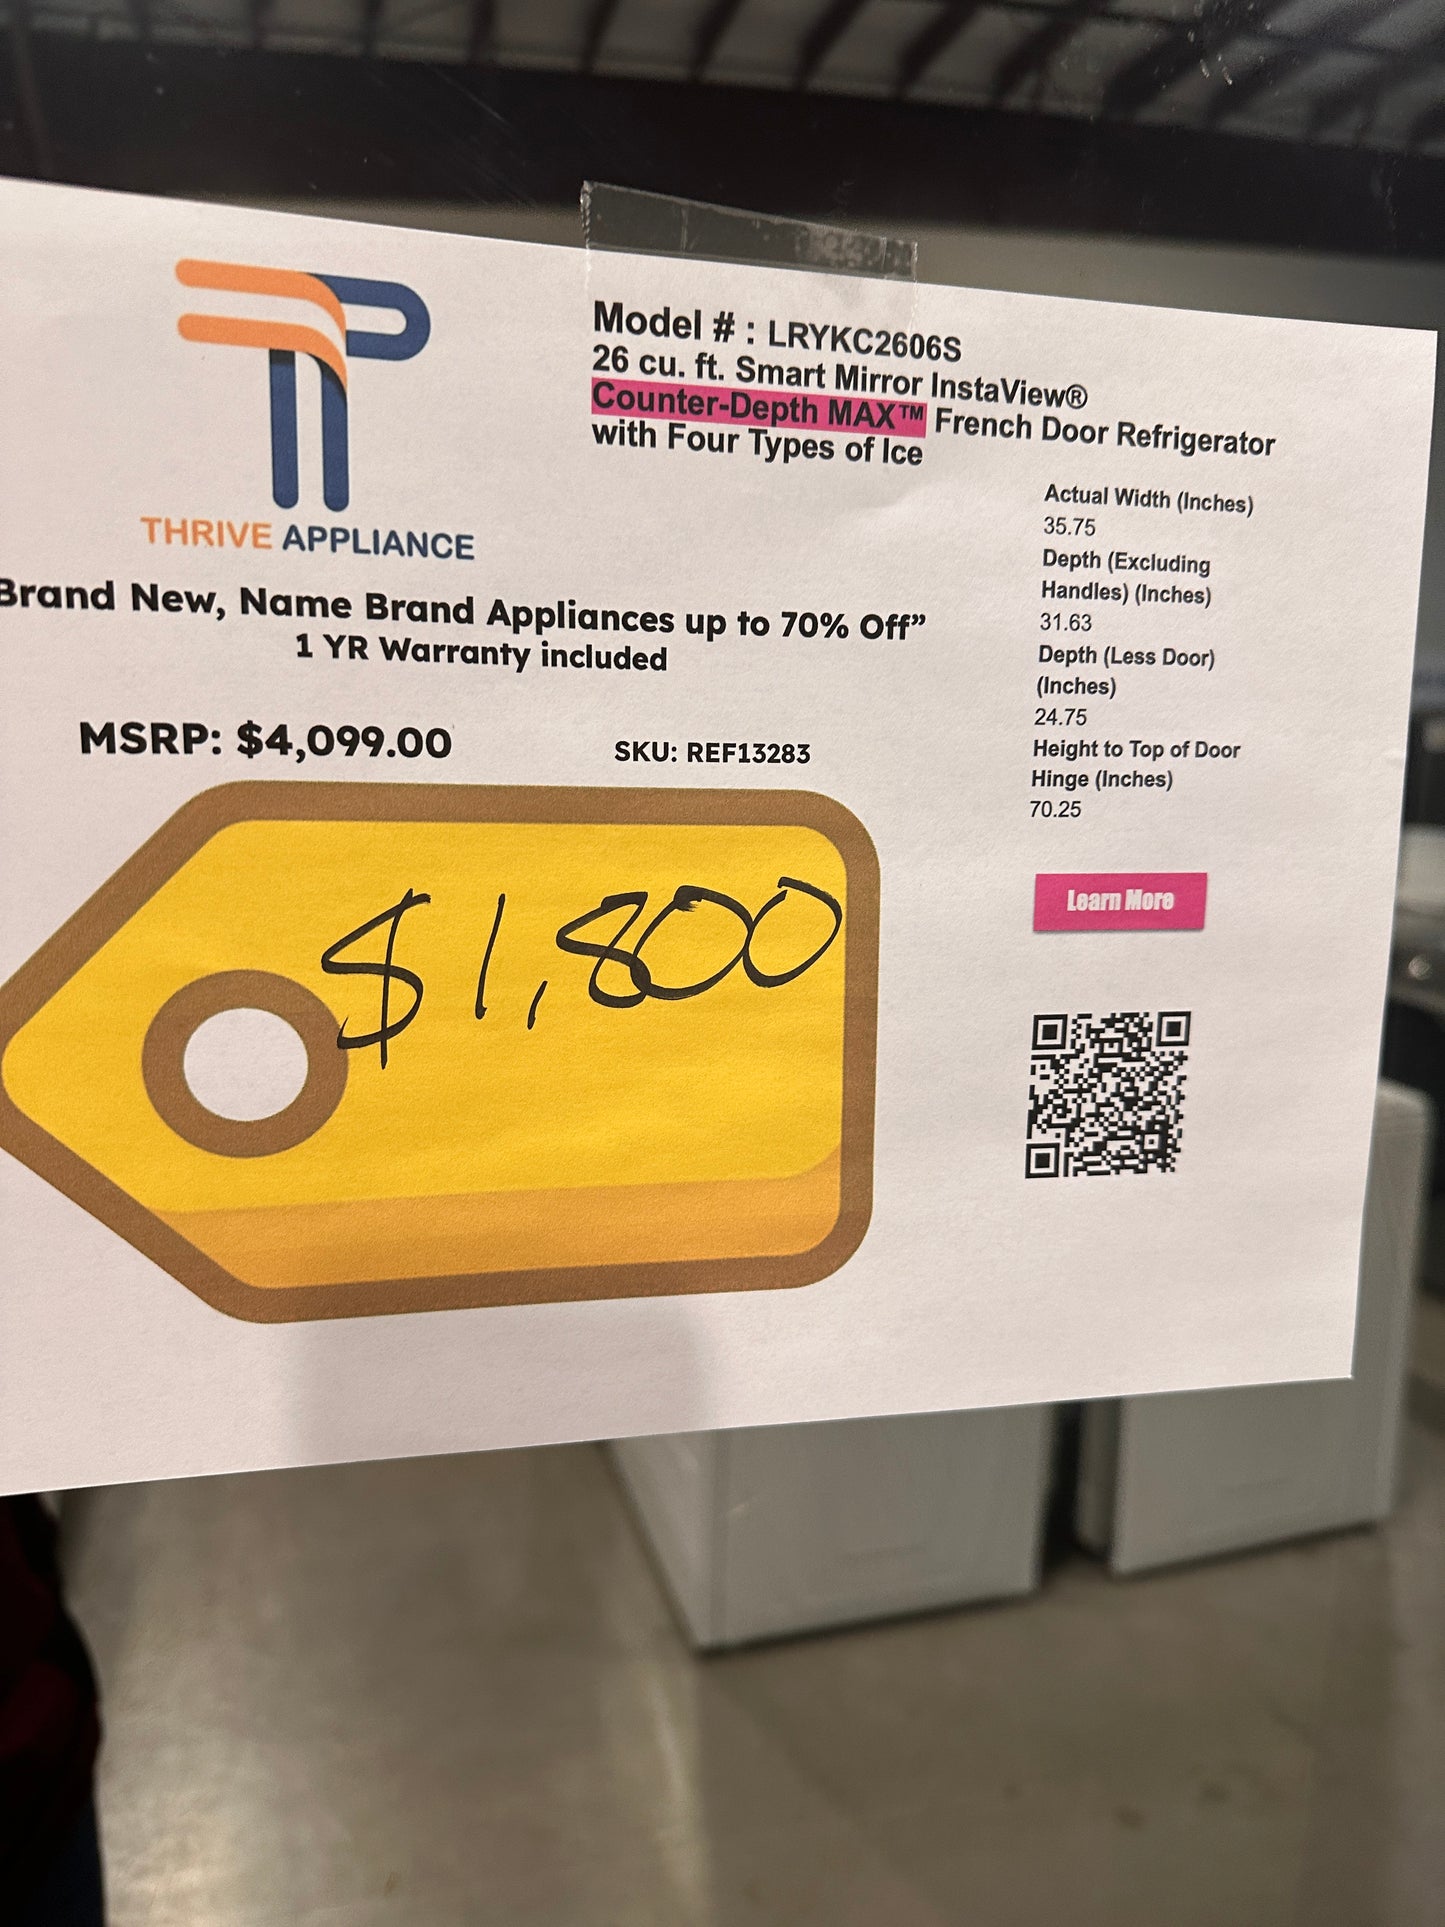 Model # : LRYKC2606S
26 cu. ft. Smart Mirror InstaView®
Counter-Depth MAX™ French Door Refrigerator
with Four Types of Ice
THRIVE APPLIANCE
Brand New, Name Brand Appliances up to 70% Off”
1 YR Warranty included
MSRP: $4,099.00
SKU: REF13283
$1,800
Actual Width (Inches)
35.75
Depth (Excluding
Handles) (Inches)
31.63
Depth (Less Door)
(Inches)
24.75
Height to Top of Door
Hinge (Inches)
70.25
Learn More